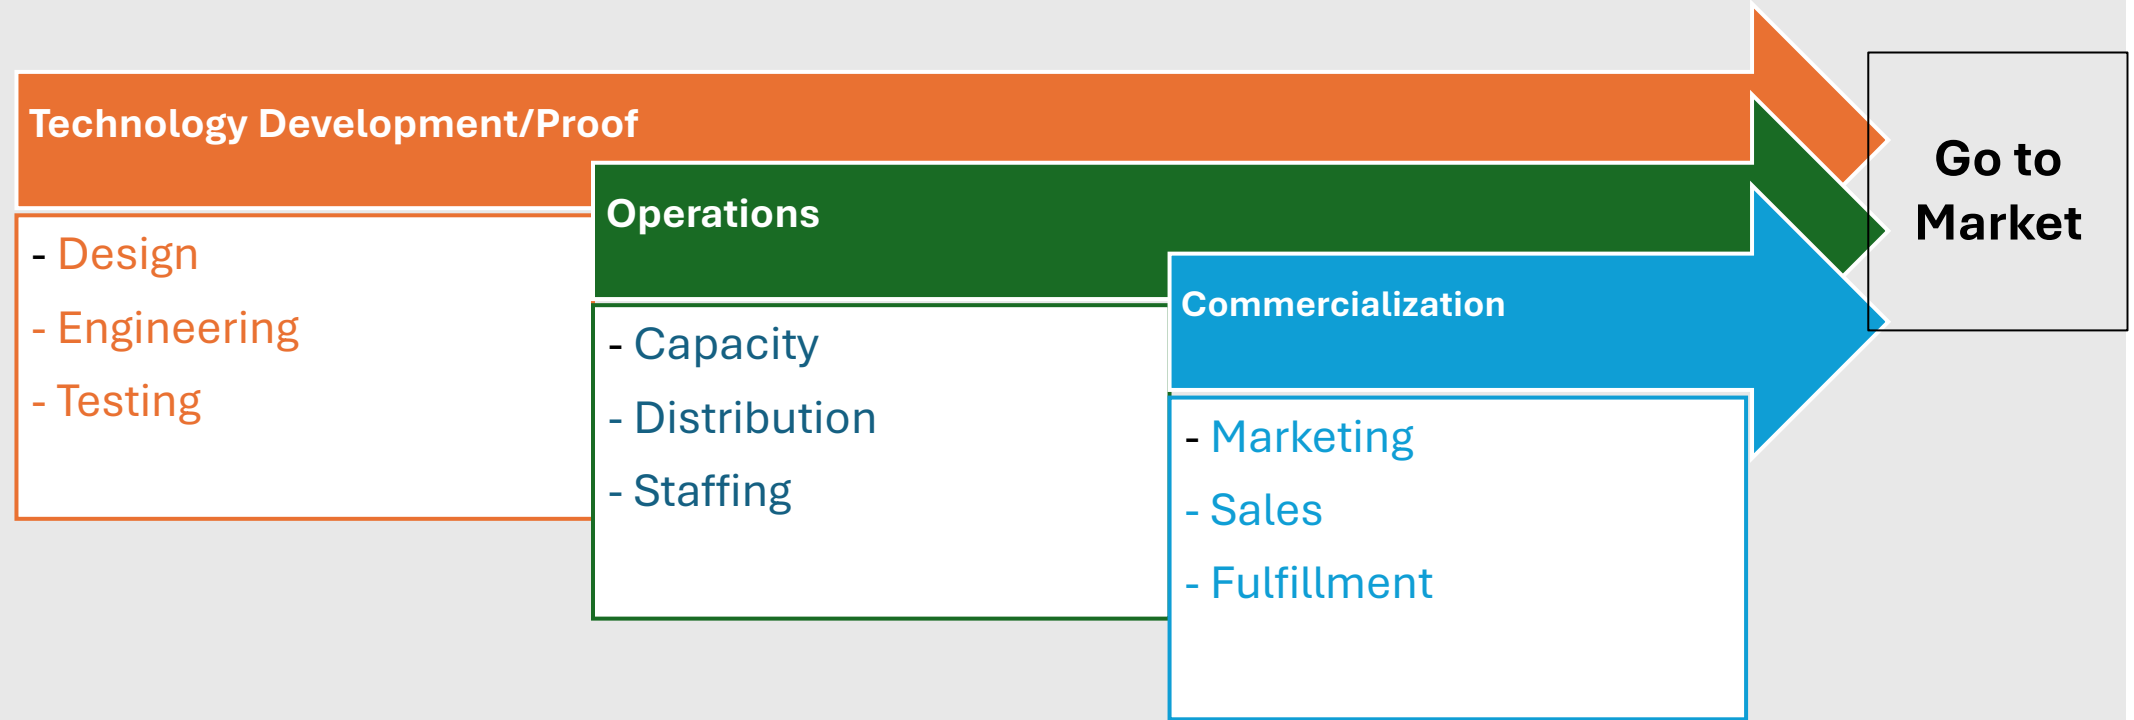 Technology Development/Proof
- Design
- Engineering
- Testing
Operations
- Capacity
- Distribution
- Staffing
Commercialization
- Marketing
- Sales
- Fulfillment
Go to
Market